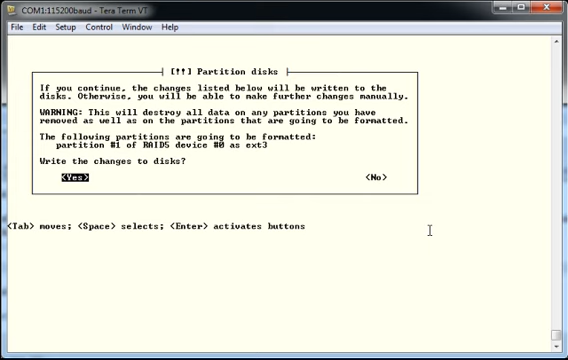 COM1:115200baud - Tera Term VT
File Edit Setup Control Window Help
[!!] Partition disks
If you continue, the changes listed below will be written to the
disks. Otherwise, you will be able to make further changes manually.
WARNING: This will destroy all data on any partitions you have
removed as well as on the partitions that are going to be formatted.
The following partitions are going to be formatted:
partition #1 of RAID5 device #0 as ext3
Write the changes to disks?
<Yes> <No>
<Tab> moves; <Space> selects; <Enter> activates buttons